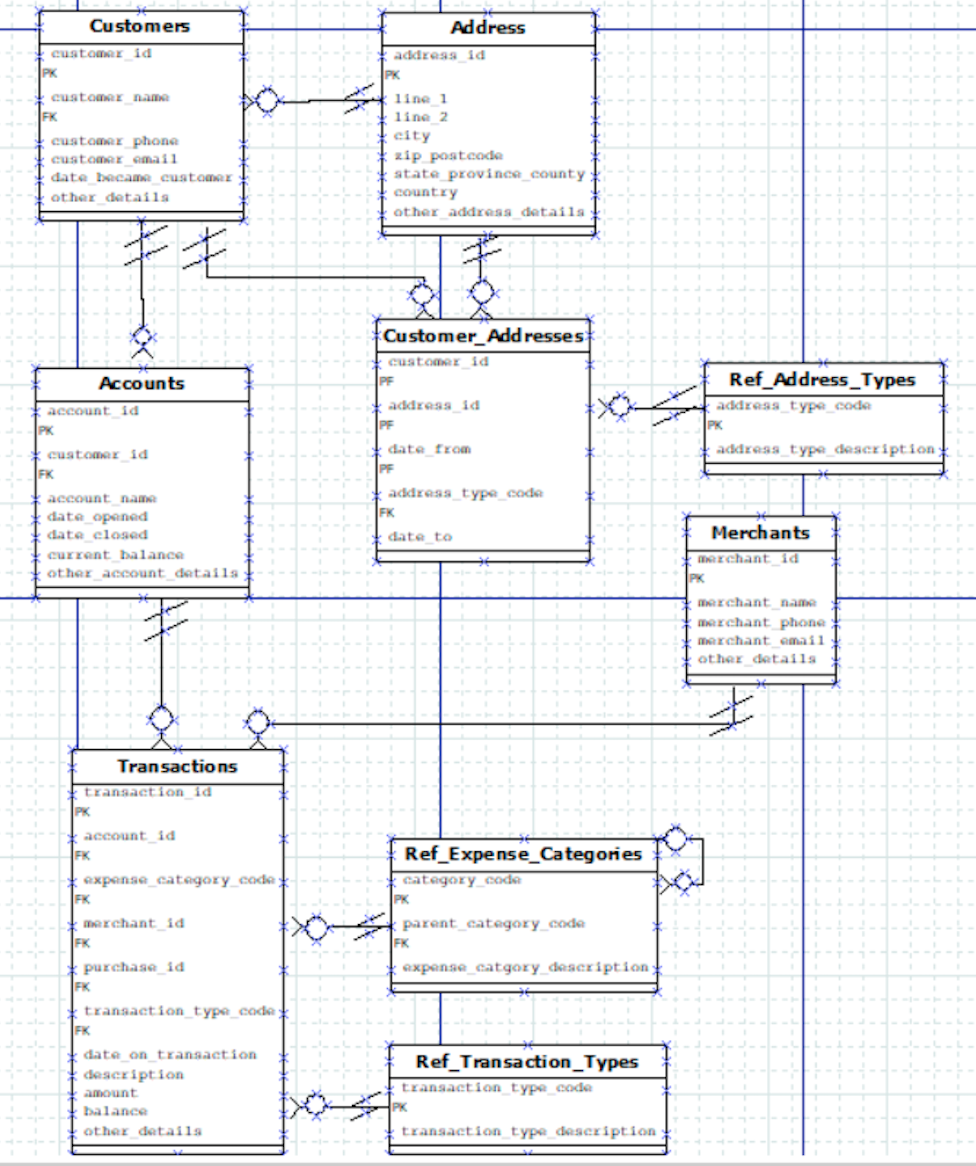 Customers
customer_id
PK
customer_name
FK
customer_phone
customer_email
date_became_customer
other_details
Address
address_id
PK
line_1
line_2
city
zip_postcode
state_province_county
country
other_address_details
Accounts
account_id
PK
customer_id
FK
account_name
date_opened
date_closed
current_balance
other_account_details
Customer_Addresses
customer_id
PF
address_id
PF
date_from
PF
address_type_code
FK
date_to
Ref_Address_Types
address_type_code
PK
address_type_description
Merchants
merchant_id
PK
merchant_name
merchant_phone
merchant_email
other_details
Transactions
transaction_id
PK
account_id
FK
expense_category_code
FK
merchant_id
FK
purchase_id
FK
transaction_type_code
FK
date_on_transaction
description
amount
balance
other_details
Ref_Expense_Categories
category_code
PK
parent_category_code
FK
expense_catgory_description
Ref_Transaction_Types
transaction_type_code
PK
transaction_type_description